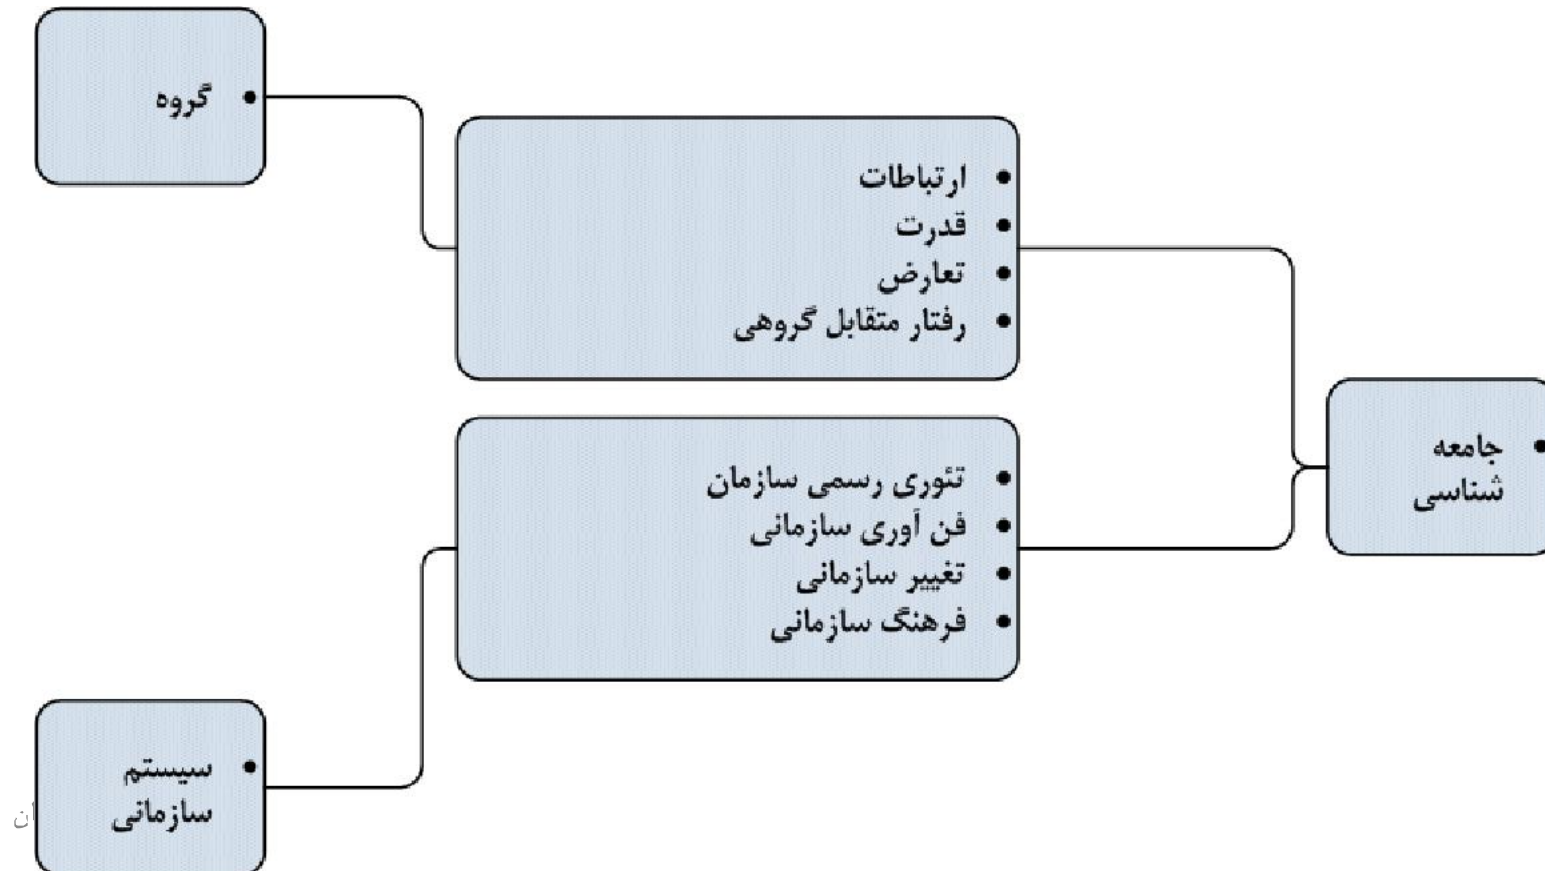 گروه
ارتباطات
قدرت
تعارض
رفتار متقابل گروهی
جامعه
شناسی
تئوری رسمی سازمان
فن آوری سازمانی
تغییر سازمانی
فرهنگ سازمانی
سیستم
سازمانی